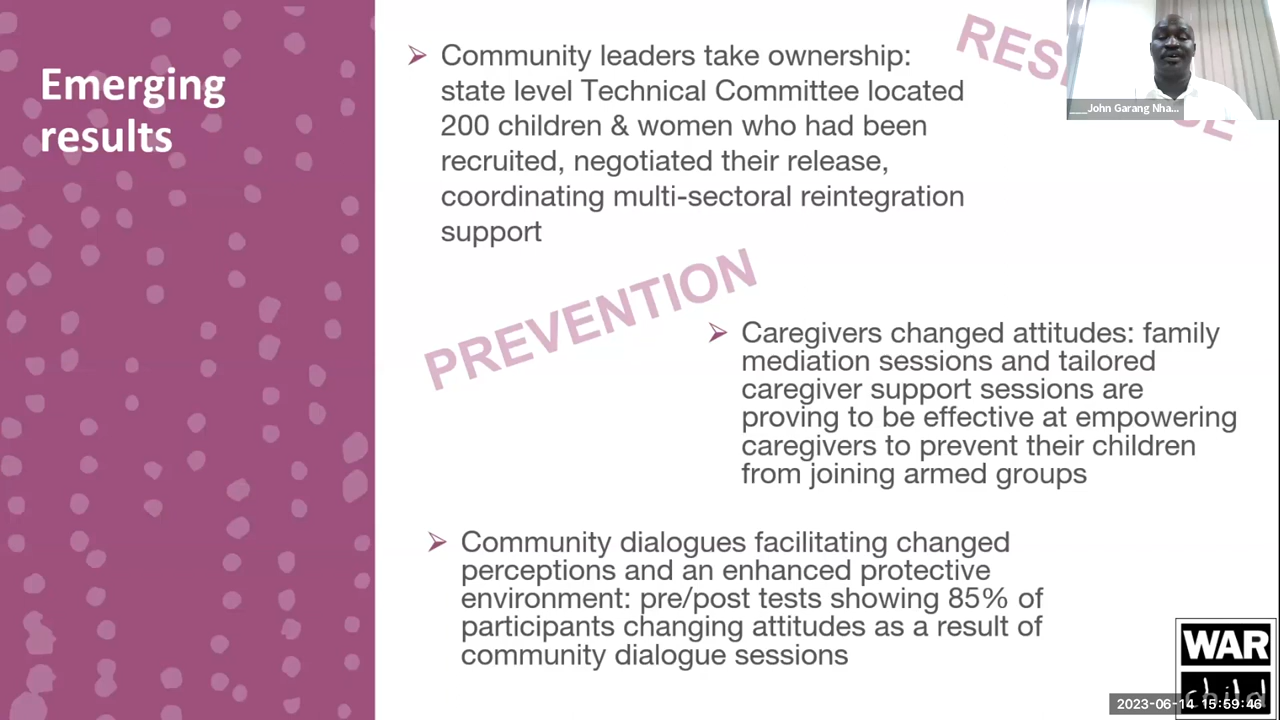 Emerging
results
Community leaders take ownership:
state level Technical Committee located
200 children & women who had been
recruited, negotiated their release,
coordinating multi-sectoral reintegration
support
___John Garang Nha...
PREVENTION
Caregivers changed attitudes: family
mediation sessions and tailored
caregiver support sessions are
proving to be effective at empowering
caregivers to prevent their children
from joining armed groups
Community dialogues facilitating changed
perceptions and an enhanced protective
environment: pre/post tests showing 85% of
participants changing attitudes as a result of
community dialogue sessions
WAR
child
2023-06-14 15:59:46